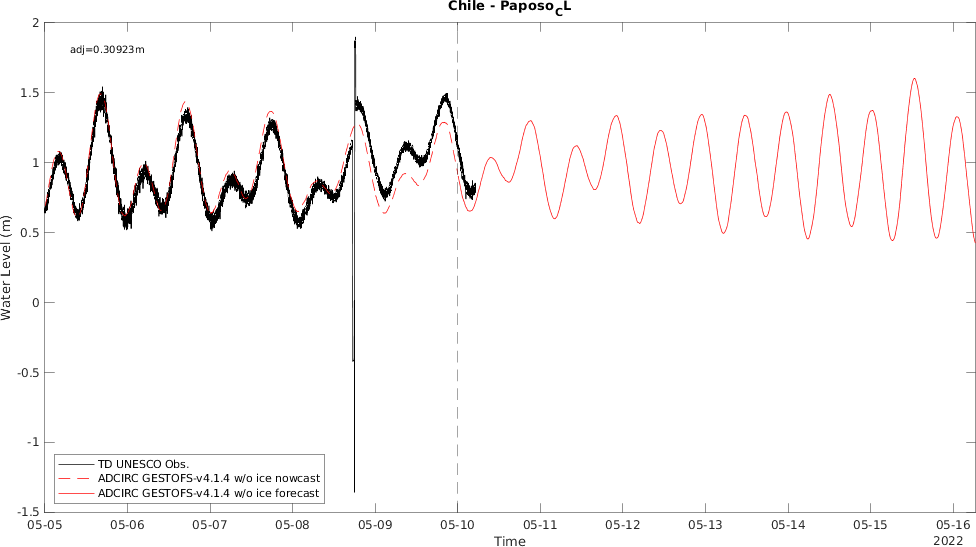 Chile - Paposo_CL
adj=0.30923m
Water Level (m)
2
1.5
1
0.5
0
-0.5
-1
-1.5
TD UNESCO Obs.
ADCIRC GESTOFS-v4.1.4 w/o ice nowcast
ADCIRC GESTOFS-v4.1.4 w/o ice forecast
05-05 05-06 05-07 05-08 05-09 05-10 05-11 05-12 05-13 05-14 05-15 05-16
Time
2022